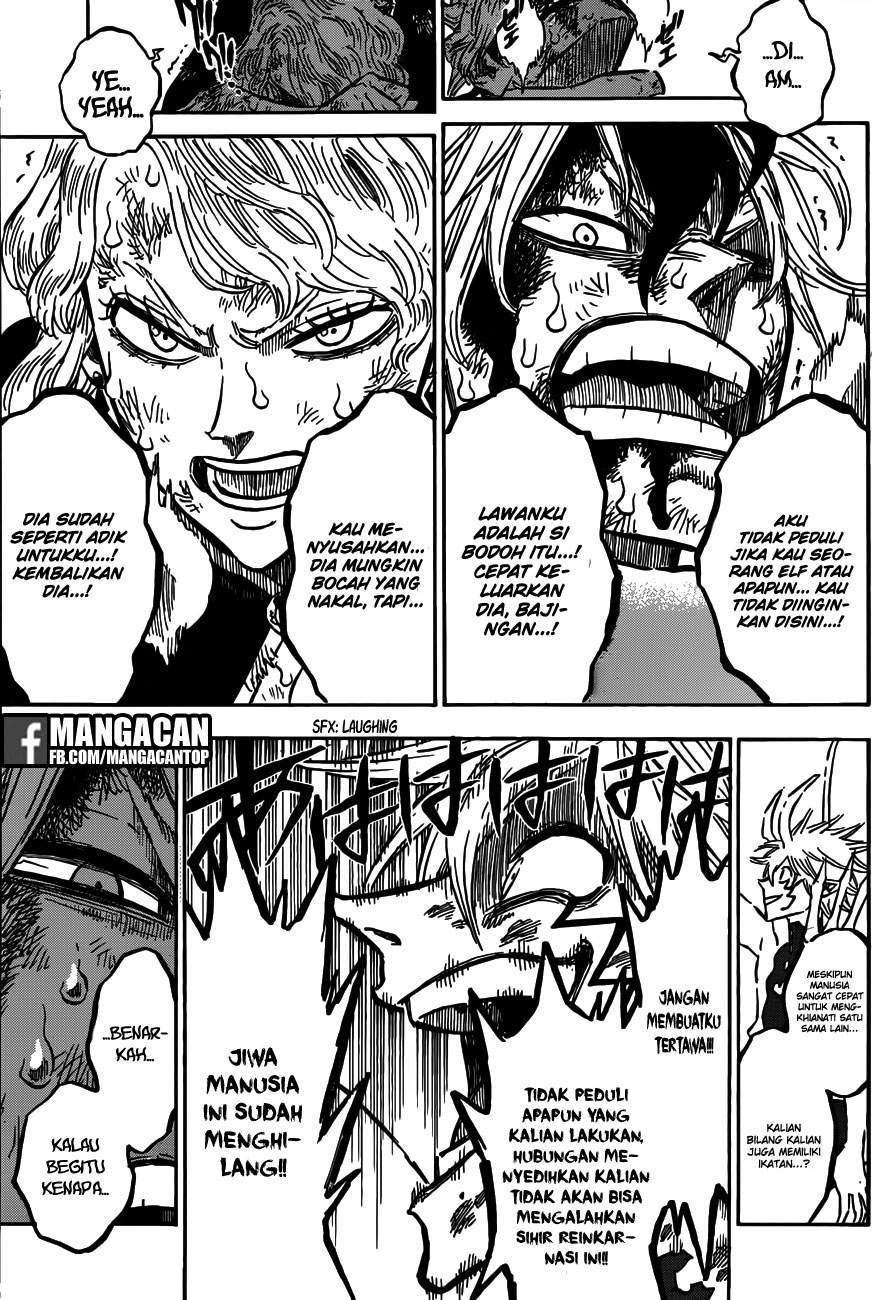 ...DI...
AM...
YE...
YEAH...
AKU
TIDAK PEDULI
JIKA KAU SEO-
RANG ELF ATAU
APAPUN... KAU
TIDAK DIINGIN-
KAN DISINI...!
LAWANKU
ADALAH SI
BODOH ITU...!
CEPAT KE-
LUARKAN
DIA, BAJI-
NGAN...!
KAU ME-
NYUSAHKAN...
DIA MUNGKIN
BOCAH YANG
NAKAL, TAPI...
DIA SUDAH
SEPERTI ADIK
UNTUKKU...!
KEMBALIKAN
DIA...!
MANGACAN
FB.COM/MANGACANTOP
SFX: LAUGHING
あはははははは
MESKIPUN
MANUSIA
SANGAT CEPAT
UNTUK MENG-
KHIANATI SATU
SAMA LAIN...
KALIAN
BILANG KALIAN
JUGA MEMILIKI
IKATAN...?
JANGAN
MEMBUATKU
TERTAWA!!!
TIDAK PEDULI
APAPUN YANG
KALIAN LAKUKAN,
HUBUNGAN ME-
NYEDIHKAN KALIAN
TIDAK AKAN BISA
MENGALAHKAN
SIHIR REINKAR-
NASI INI!!
JIWA
MANUSIA
INI SUDAH
MENGHI-
LANG!!
...BENAR-
KAH...
KALAU
BEGITU
KENAPA...